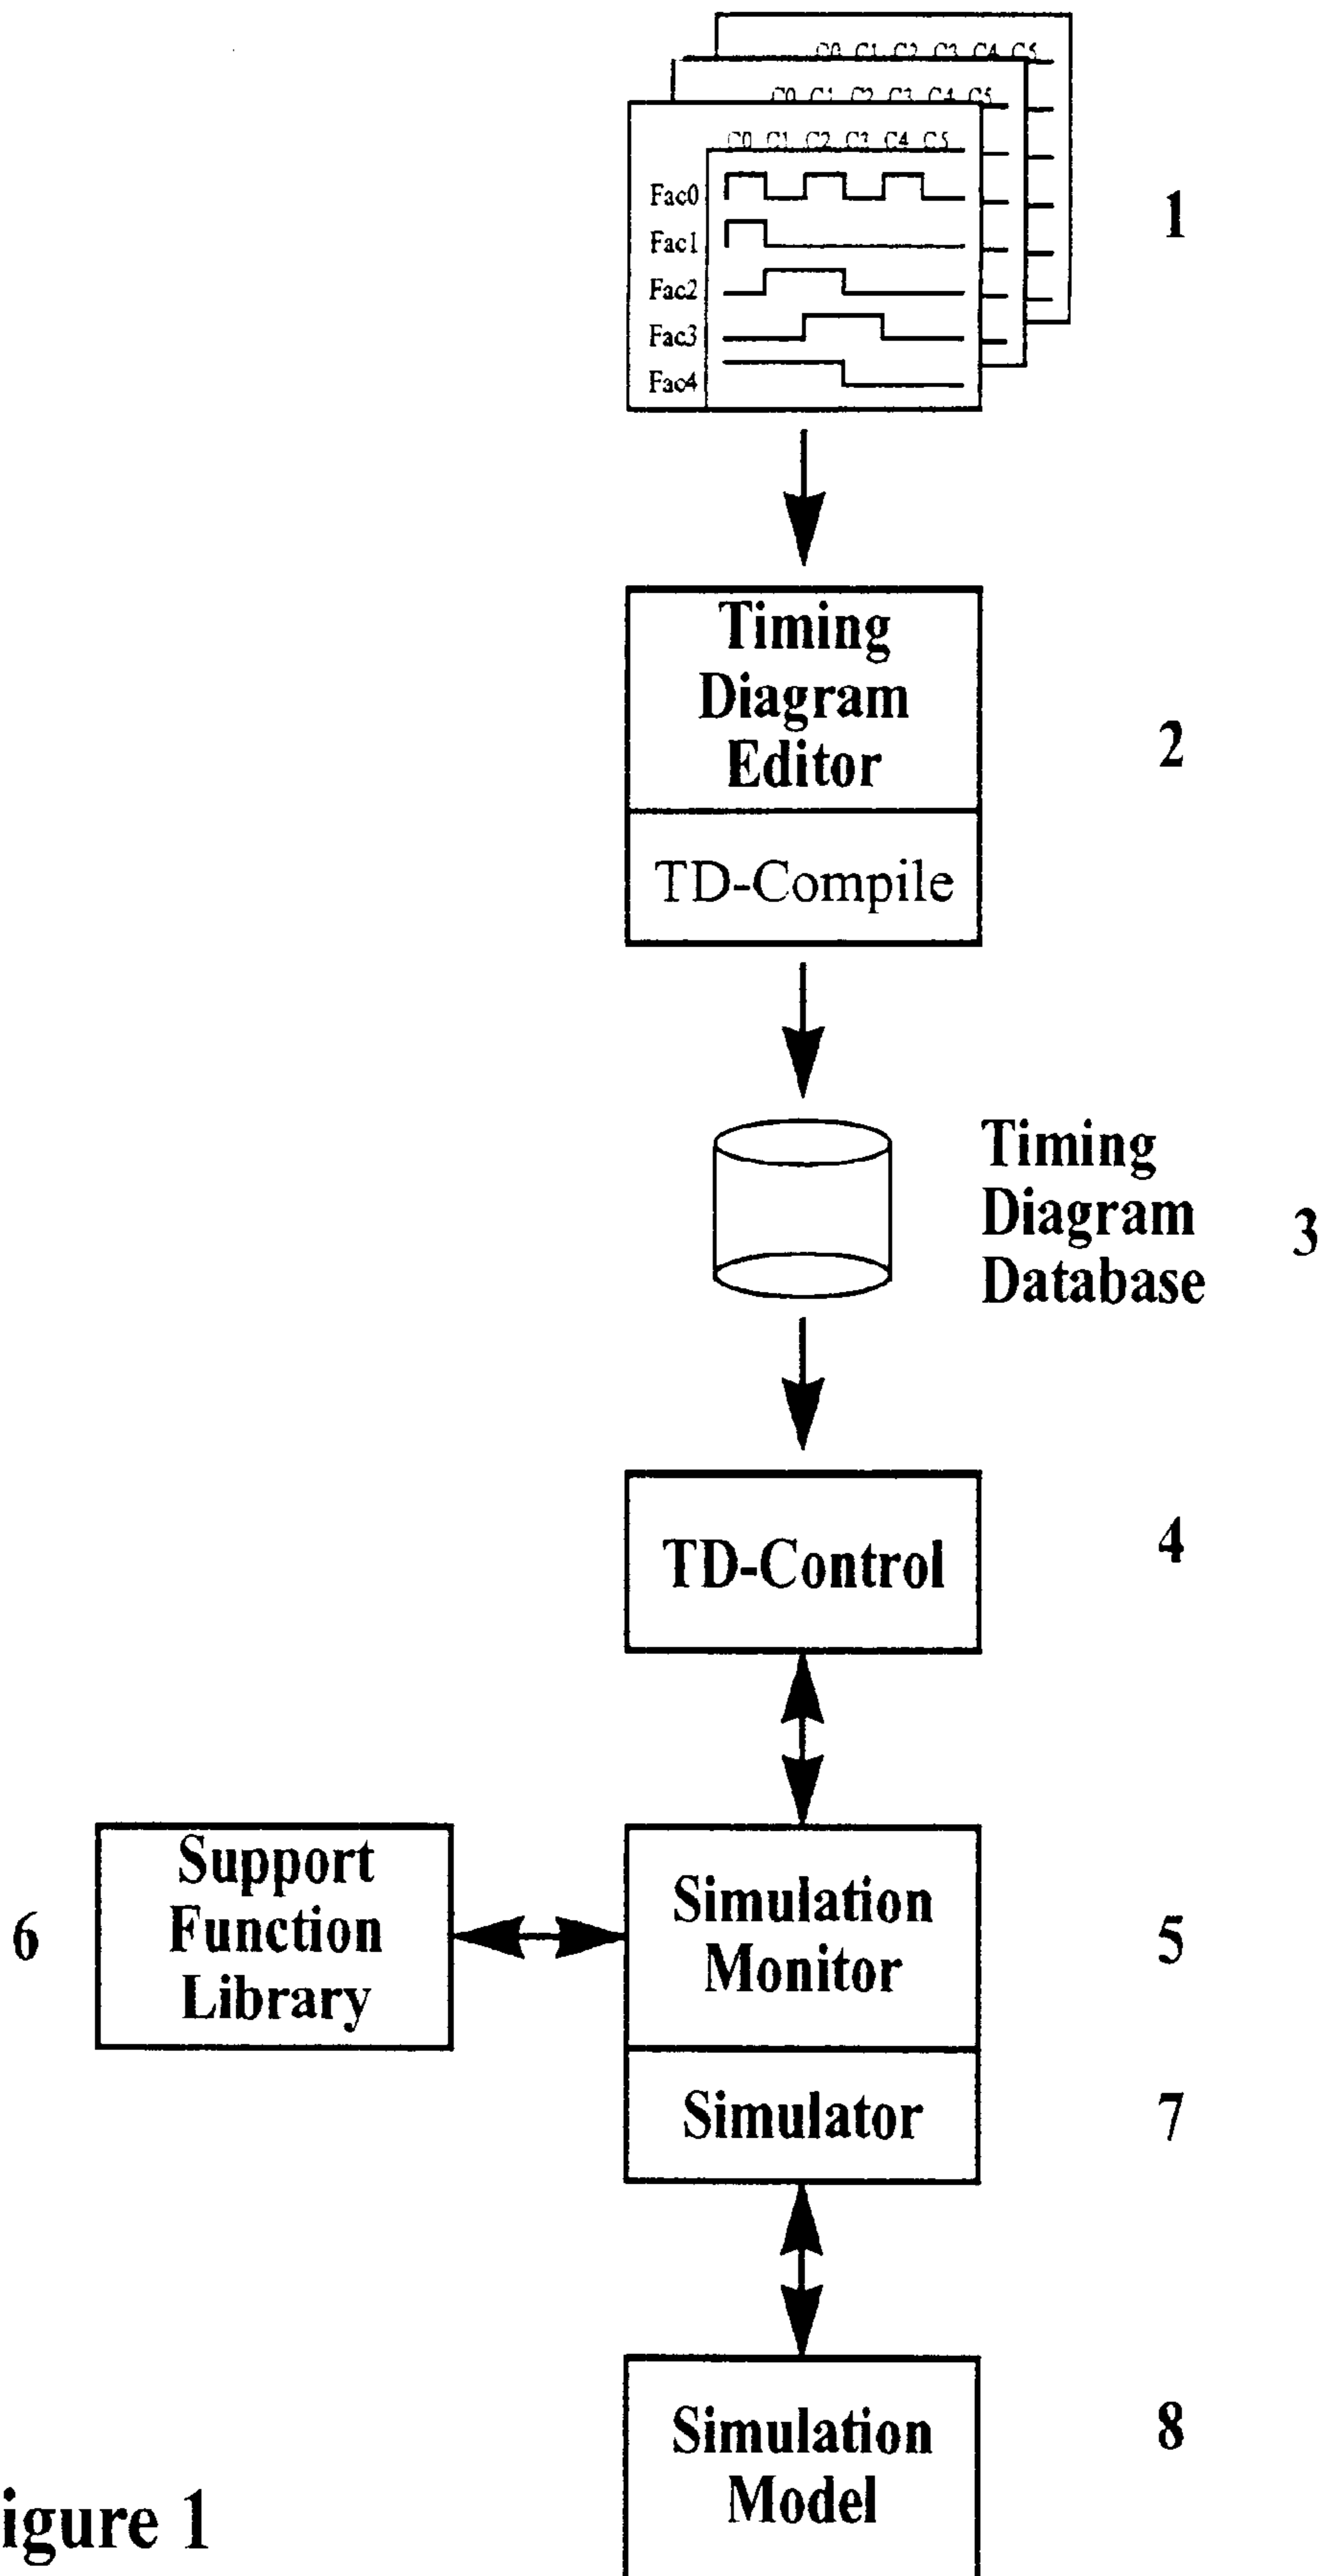 C0 C1 C2 C3 C4 C5
C0 C1 C2 C3 C4 C5
C0 C1 C2 C3 C4 C5
Fac0
Fac1
Fac2
Fac3
Fac4
1
Timing
Diagram
Editor
2
TD-Compile
Timing
Diagram
Database
3
TD-Control
4
Support
Function
Library
6
Simulation
Monitor
5
Simulator
7
Simulation
Model
8
igure 1